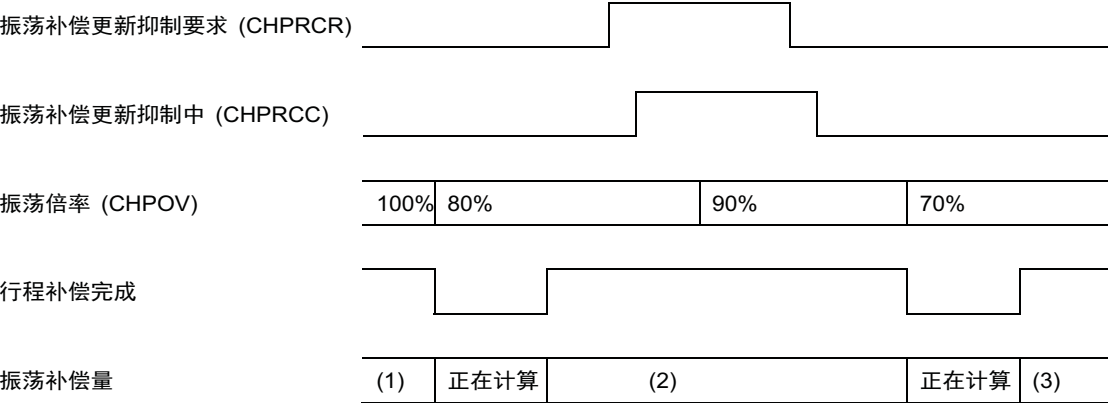 振荡补偿更新抑制要求 (CHPRCR)
振荡补偿更新抑制中 (CHPRCC)
振荡倍率 (CHPOV) 100% 80% 90% 70%
行程补偿完成
振荡补偿量 (1) 正在计算 (2) 正在计算 (3)